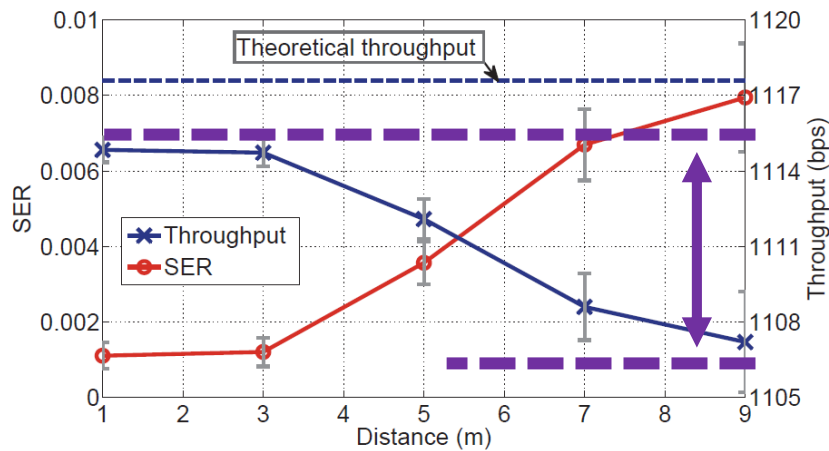 Theoretical throughput
0.01
0.008
0.006
0.004
0.002
0
SER
Throughput
SER
1120
1117
1114
1111
1108
1105
Throughput (bps)
1 2 3 4 5 6 7 8 9
Distance (m)